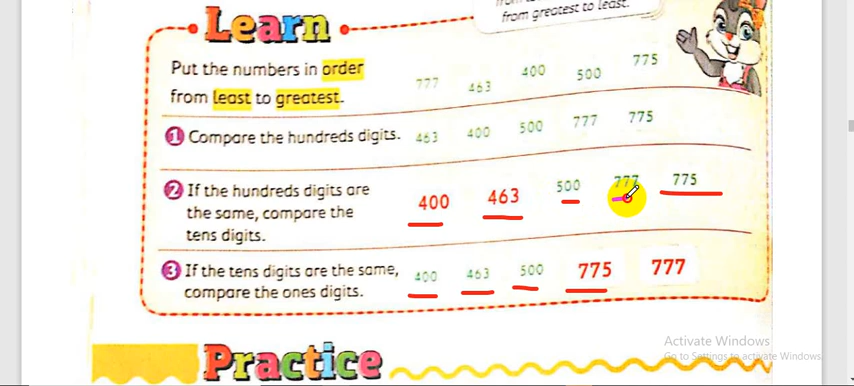 from greatest to least.
Learn
Put the numbers in order
from least to greatest.
777 463 400 500 775
1 Compare the hundreds digits.
463 400 500 777 775
2 If the hundreds digits are
the same, compare the
tens digits.
400 463 500 777 775
3 If the tens digits are the same,
compare the ones digits.
400 463 500 775 777
Activate Windows
Go to Settings to activate Windows.
Practice